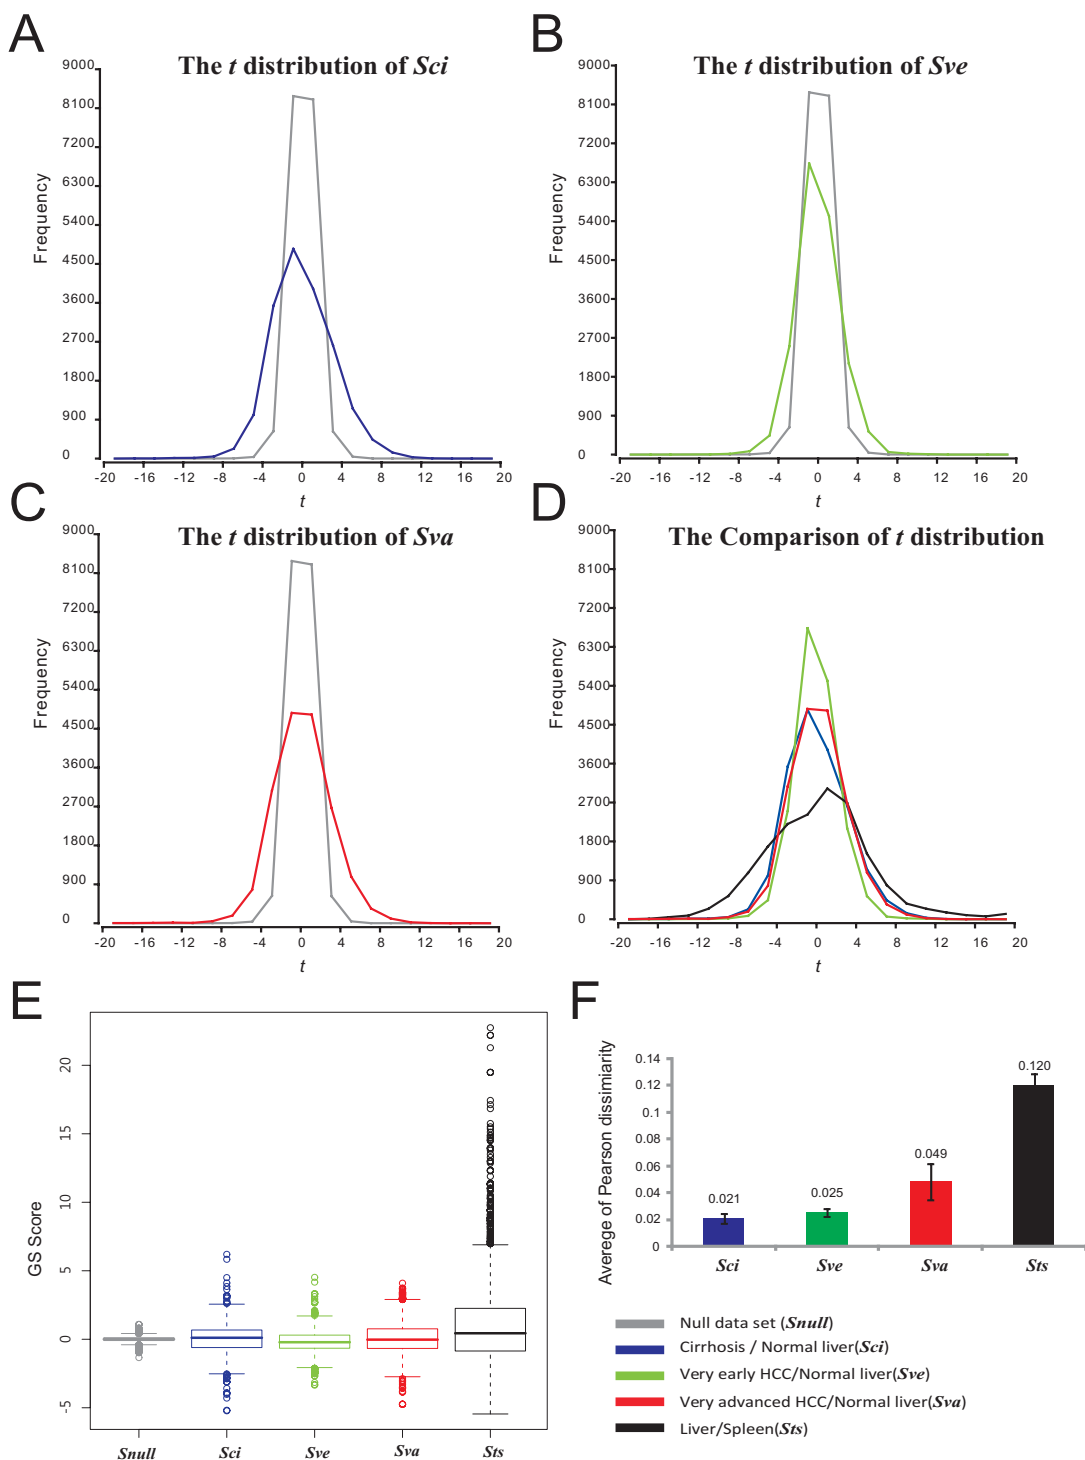 A
The t distribution of Sci
9000
8100
7200
6300
5400
4500
3600
2700
1800
900
0
Frequency
-20 -16 -12 -8 -4 0 4 8 12 16 20
t
B
The t distribution of Sve
9000
8100
7200
6300
5400
4500
3600
2700
1800
900
0
Frequency
-20 -16 -12 -8 -4 0 4 8 12 16 20
t
C
The t distribution of Sva
9000
8100
7200
6300
5400
4500
3600
2700
1800
900
0
Frequency
-20 -16 -12 -8 -4 0 4 8 12 16 20
t
D
The Comparison of t distribution
9000
8100
7200
6300
5400
4500
3600
2700
1800
900
0
Frequency
-20 -16 -12 -8 -4 0 4 8 12 16 20
t
E
20
15
10
5
0
-5
GS Score
Snull Sci Sve Sva Sts
F
0.14
0.12
0.1
0.08
0.06
0.04
0.02
0
Averege of Pearson dissimiarity
0.021
0.025
0.049
0.120
Sci Sve Sva Sts
Null data set (Snull)
Cirrhosis / Normal liver(Sci)
Very early HCC/Normal liver(Sve)
Very advanced HCC/Normal liver(Sva)
Liver/Spleen(Sts)